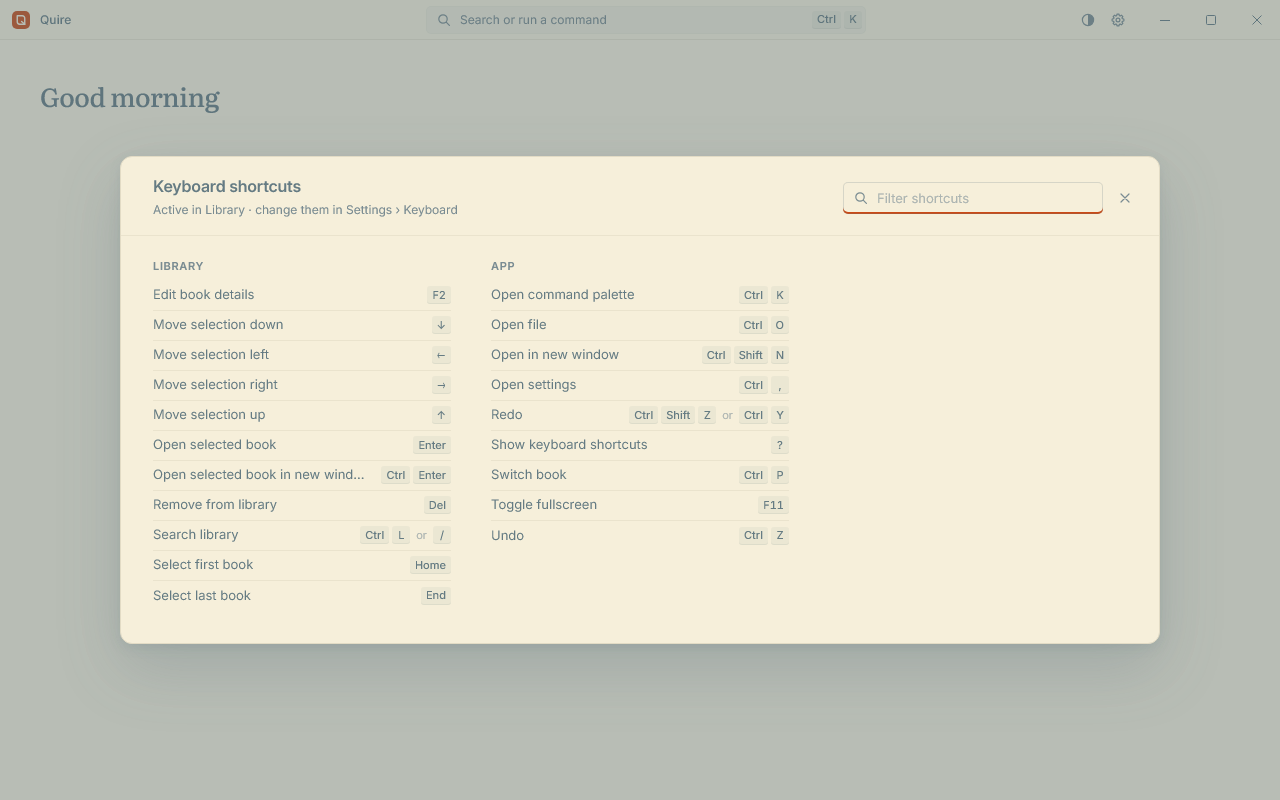 Quire
Search or run a command Ctrl K
Good morning
Keyboard shortcuts
Active in Library · change them in Settings › Keyboard
Filter shortcuts
LIBRARY
Edit book details F2
Move selection down ↓
Move selection left ←
Move selection right →
Move selection up ↑
Open selected book Enter
Open selected book in new wind... Ctrl Enter
Remove from library Del
Search library Ctrl L or /
Select first book Home
Select last book End
APP
Open command palette Ctrl K
Open file Ctrl O
Open in new window Ctrl Shift N
Open settings Ctrl ,
Redo Ctrl Shift Z or Ctrl Y
Show keyboard shortcuts ?
Switch book Ctrl P
Toggle fullscreen F11
Undo Ctrl Z